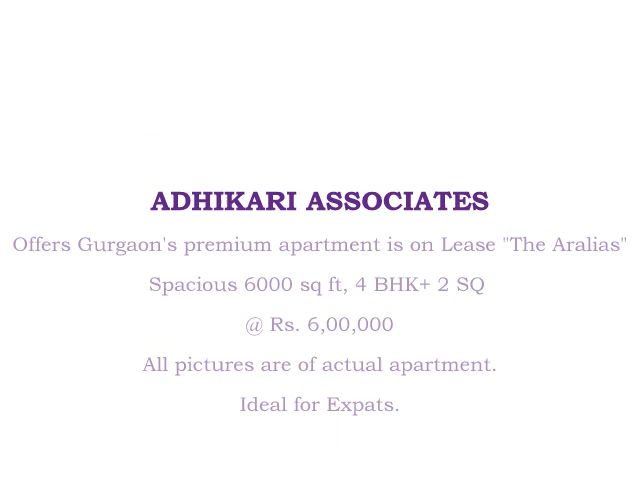 ADHIKARI ASSOCIATES
Offers Gurgaon's premium apartment is on Lease "The Aralias"
Spacious 6000 sq ft, 4 BHK+ 2 SQ
@ Rs. 6,00,000
All pictures are of actual apartment.
Ideal for Expats.